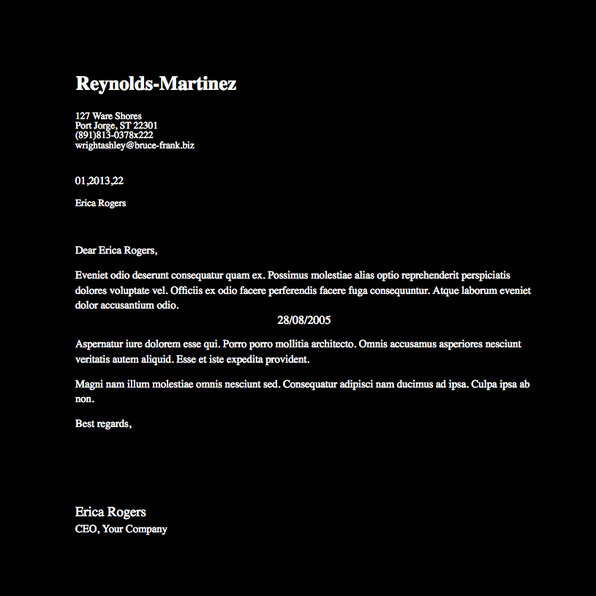 Reynolds-Martinez
127 Ware Shores
Port Jorge, ST 22301
(891)813-0378x222
wrightashley@bruce-frank.biz
01,2013,22
Erica Rogers
Dear Erica Rogers,
Eveniet odio deserunt consequatur quam ex. Possimus molestiae alias optio reprehenderit perspiciatis
dolores voluptate vel. Officiis ex odio facere perferendis facere fuga consequuntur. Atque laborum eveniet
dolor accusantium odio.
28/08/2005
Aspernatur iure dolorem esse qui. Porro porro mollitia architecto. Omnis accusamus asperiores nesciunt
veritatis autem aliquid. Esse et iste expedita provident.
Magni nam illum molestiae omnis nesciunt sed. Consequatur adipisci nam ducimus ad ipsa. Culpa ipsa ab
non.
Best regards,
Erica Rogers
CEO, Your Company